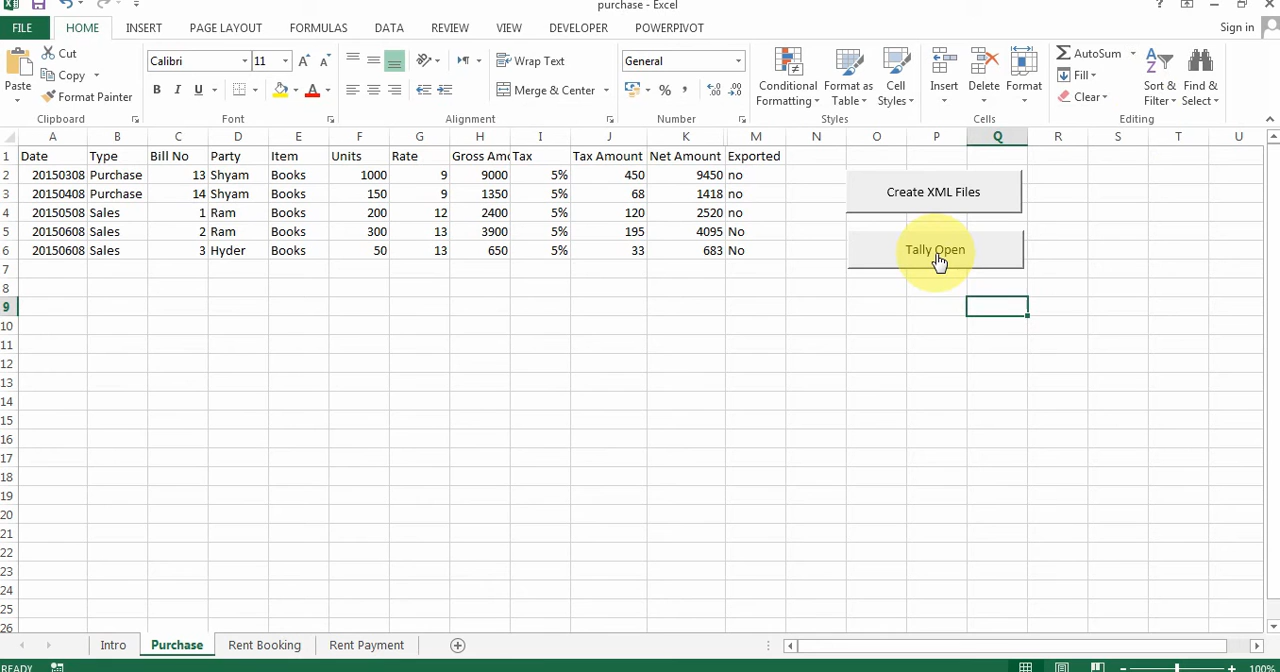 purchase - Excel
FILE HOME INSERT PAGE LAYOUT FORMULAS DATA REVIEW VIEW DEVELOPER POWERPIVOT Sign in
Cut
Copy
Format Painter
Paste
Clipboard
Calibri 11
B I U A
Font
Wrap Text
Merge & Center
Alignment
General
%
Number
Conditional Formatting
Format as Table
Cell Styles
Styles
Insert Delete Format
Cells
AutoSum
Fill
Clear
Sort & Filter
Find & Select
Editing
A B C D E F G H I J K M N O P Q R S T U
1 Date Type Bill No Party Item Units Rate Gross Amo Tax Tax Amount Net Amount Exported
2 20150308 Purchase 13 Shyam Books 1000 9 9000 5% 450 9450 no
3 20150408 Purchase 14 Shyam Books 150 9 1350 5% 68 1418 no
4 20150508 Sales 1 Ram Books 200 12 2400 5% 120 2520 no
5 20150608 Sales 2 Ram Books 300 13 3900 5% 195 4095 No
6 20150608 Sales 3 Hyder Books 50 13 650 5% 33 683 No
Create XML Files
Tally Open
7
8
9
10
11
12
13
14
15
16
17
18
19
20
21
22
23
24
25
26
Intro Purchase Rent Booking Rent Payment
READY 100%